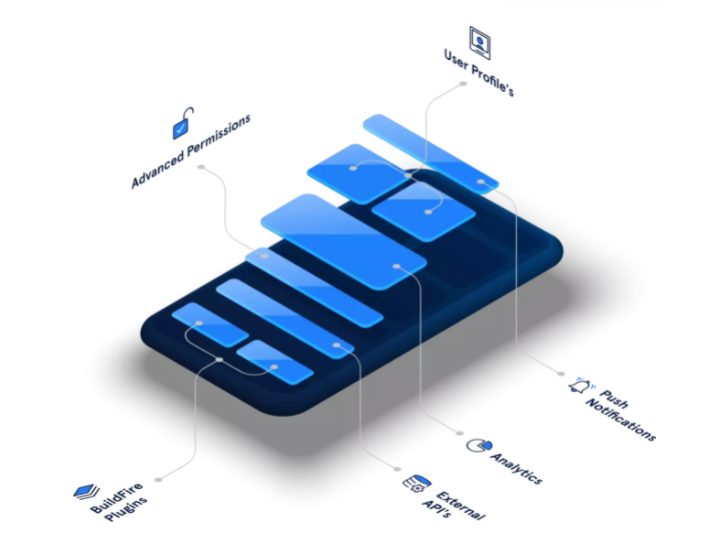 User Profile's
Advanced Permissions
Push
Notifications
Analytics
External
API's
BuildFire
Plugins